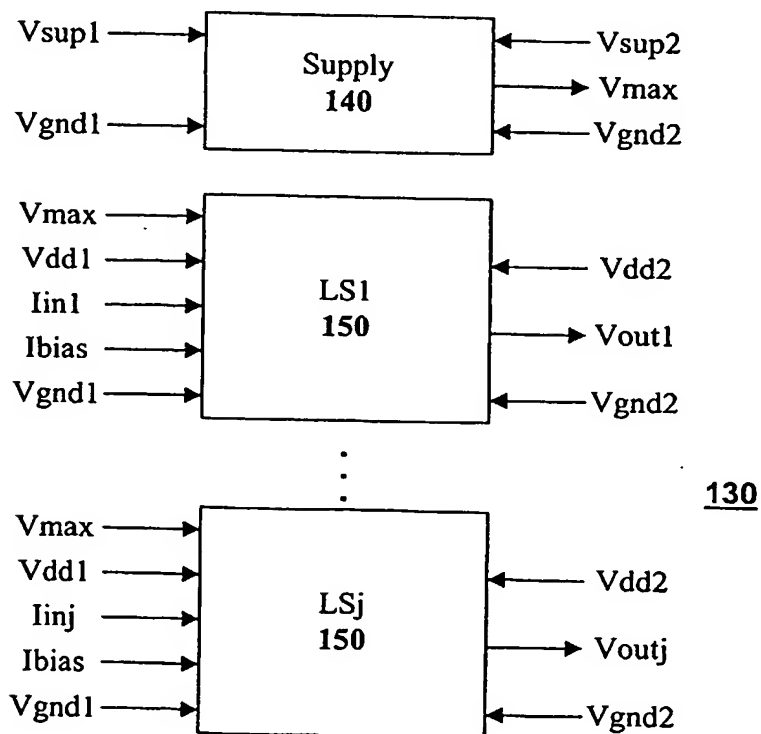 Vsup1
Vgnd1
Supply
140
Vsup2
Vmax
Vgnd2
Vmax
Vdd1
Iin1
Ibias
Vgnd1
LS1
150
Vdd2
Vout1
Vgnd2
130
Vmax
Vdd1
Iinj
Ibias
Vgnd1
LSj
150
Vdd2
Voutj
Vgnd2